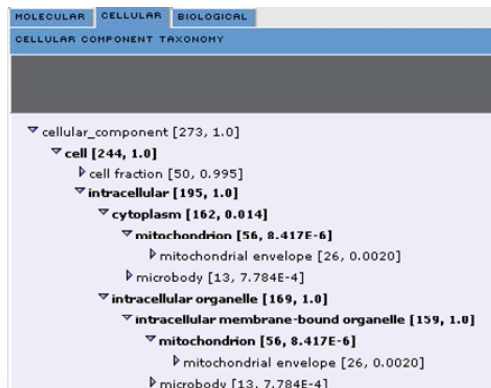 MOLECULAR CELLULAR BIOLOGICAL
CELLULAR COMPONENT TAXONOMY
cellular_component [273, 1.0]
cell [244, 1.0]
cell fraction [50, 0.995]
intracellular [195, 1.0]
cytoplasm [162, 0.014]
mitochondrion [56, 8.417E-6]
mitochondrial envelope [26, 0.0020]
microbody [13, 7.784E-4]
intracellular organelle [169, 1.0]
intracellular membrane-bound organelle [159, 1.0]
mitochondrion [56, 8.417E-6]
mitochondrial envelope [26, 0.0020]
microbody [13, 7.784E-4]